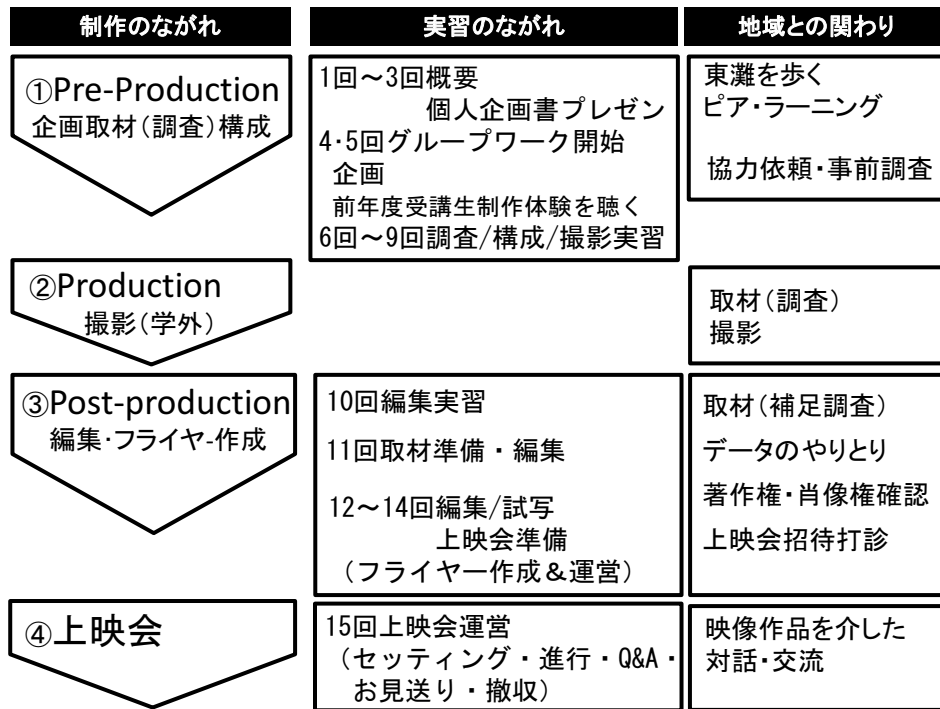 制作のながれ
実習のながれ
地域との関わり
①Pre-Production
企画取材(調査)構成
1回～3回概要
個人企画書プレゼン
4・5回グループワーク開始
企画
前年度受講生制作体験を聴く
6回～9回調査/構成/撮影実習
東灘を歩く
ピア・ラーニング
協力依頼・事前調査
②Production
撮影(学外)
取材(調査)
撮影
③Post-production
編集・フライヤ-作成
10回編集実習
11回取材準備・編集
12～14回編集/試写
上映会準備
(フライヤー作成＆運営)
取材(補足調査)
データのやりとり
著作権・肖像権確認
上映会招待打診
④上映会
15回上映会運営
(セッティング・進行・Q&A・
お見送り・撤収)
映像作品を介した
対話・交流